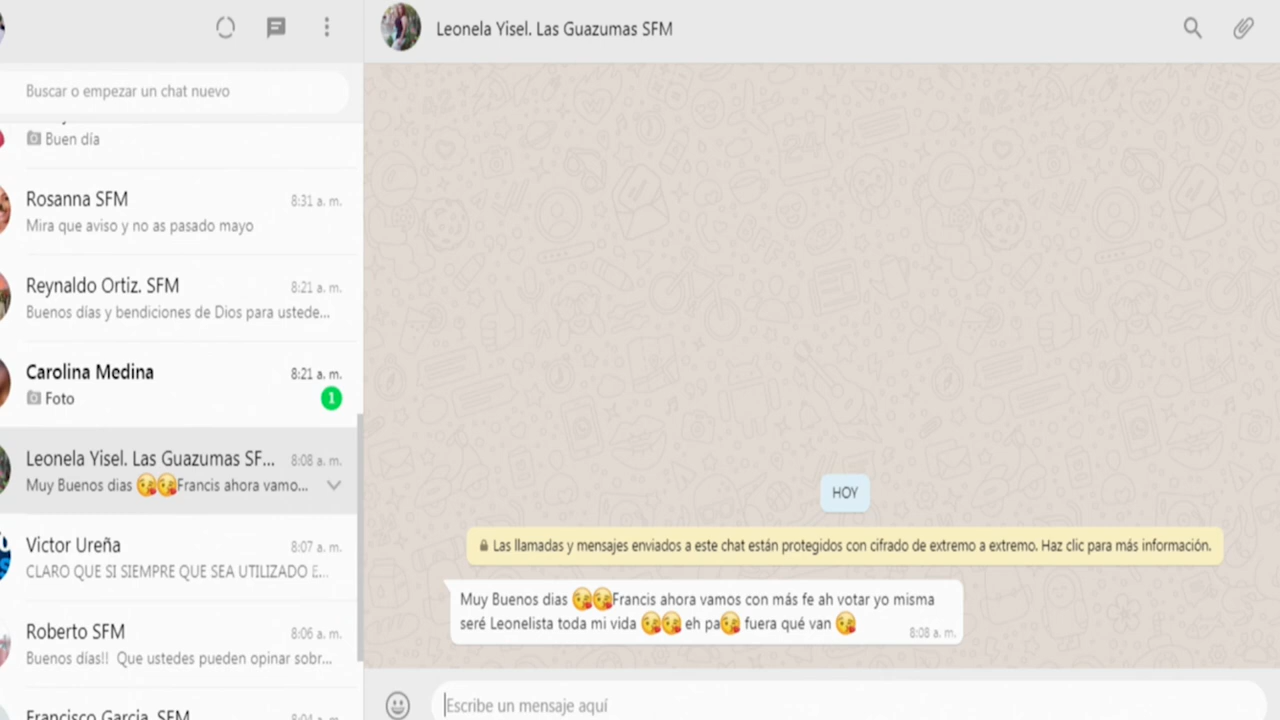 Leonela Yisel. Las Guazumas SFM
Buscar o empezar un chat nuevo
Buen día
Rosanna SFM 8:31 a. m.
Mira que aviso y no as pasado mayo
Reynaldo Ortiz. SFM 8:21 a. m.
Buenos días y bendiciones de Dios para ustede...
Carolina Medina 8:21 a. m.
Foto 1
Leonela Yisel. Las Guazumas SF... 8:08 a. m.
Muy Buenos dias 😘😘Francis ahora vamo...
Victor Ureña 8:07 a. m.
CLARO QUE SI SIEMPRE QUE SEA UTILIZADO E...
Roberto SFM 8:06 a. m.
Buenos días!! Que ustedes pueden opinar sobr...
Francisco Garcia. SFM 8:04 a. m.
HOY
Las llamadas y mensajes enviados a este chat están protegidos con cifrado de extremo a extremo. Haz clic para más información.
Muy Buenos dias 😘😘Francis ahora vamos con más fe ah votar yo misma
seré Leonelista toda mi vida 😘😘 eh pa😘 fuera qué van 😘
8:08 a. m.
Escribe un mensaje aquí